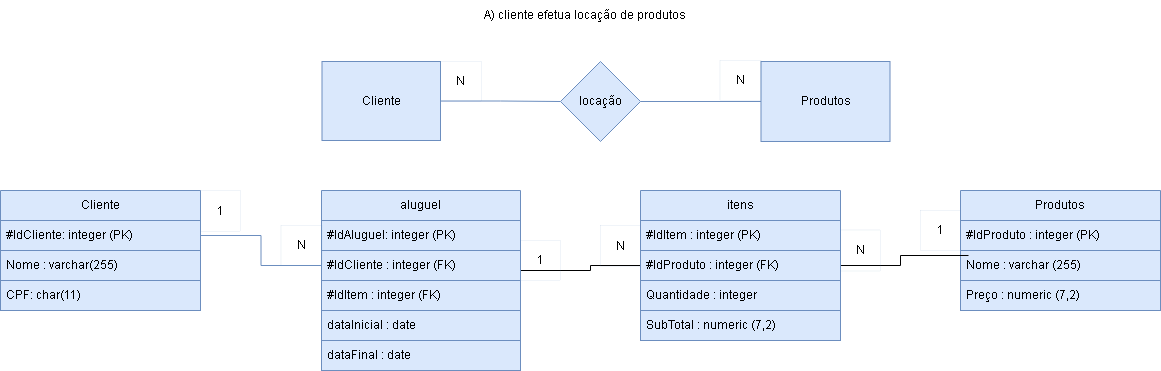 A) cliente efetua locação de produtos
Cliente
N
locação
N
Produtos
Cliente
#IdCliente: integer (PK)
Nome : varchar(255)
CPF: char(11)
1
N
aluguel
#IdAluguel: integer (PK)
#IdCliente : integer (FK)
#IdItem : integer (FK)
dataInicial : date
dataFinal : date
1
N
itens
#IdItem : integer (PK)
#IdProduto : integer (FK)
Quantidade : integer
SubTotal : numeric (7,2)
N
1
Produtos
#IdProduto : integer (PK)
Nome : varchar (255)
Preço : numeric (7,2)